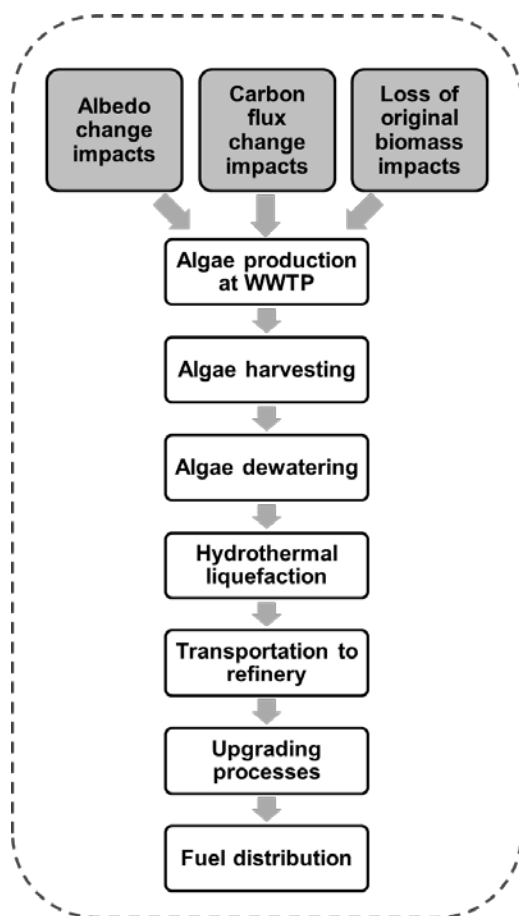 Albedo
change
impacts
Carbon
flux
change
impacts
Loss of
original
biomass
impacts
Algae production
at WWTP
Algae harvesting
Algae dewatering
Hydrothermal
liquefaction
Transportation to
refinery
Upgrading
processes
Fuel distribution